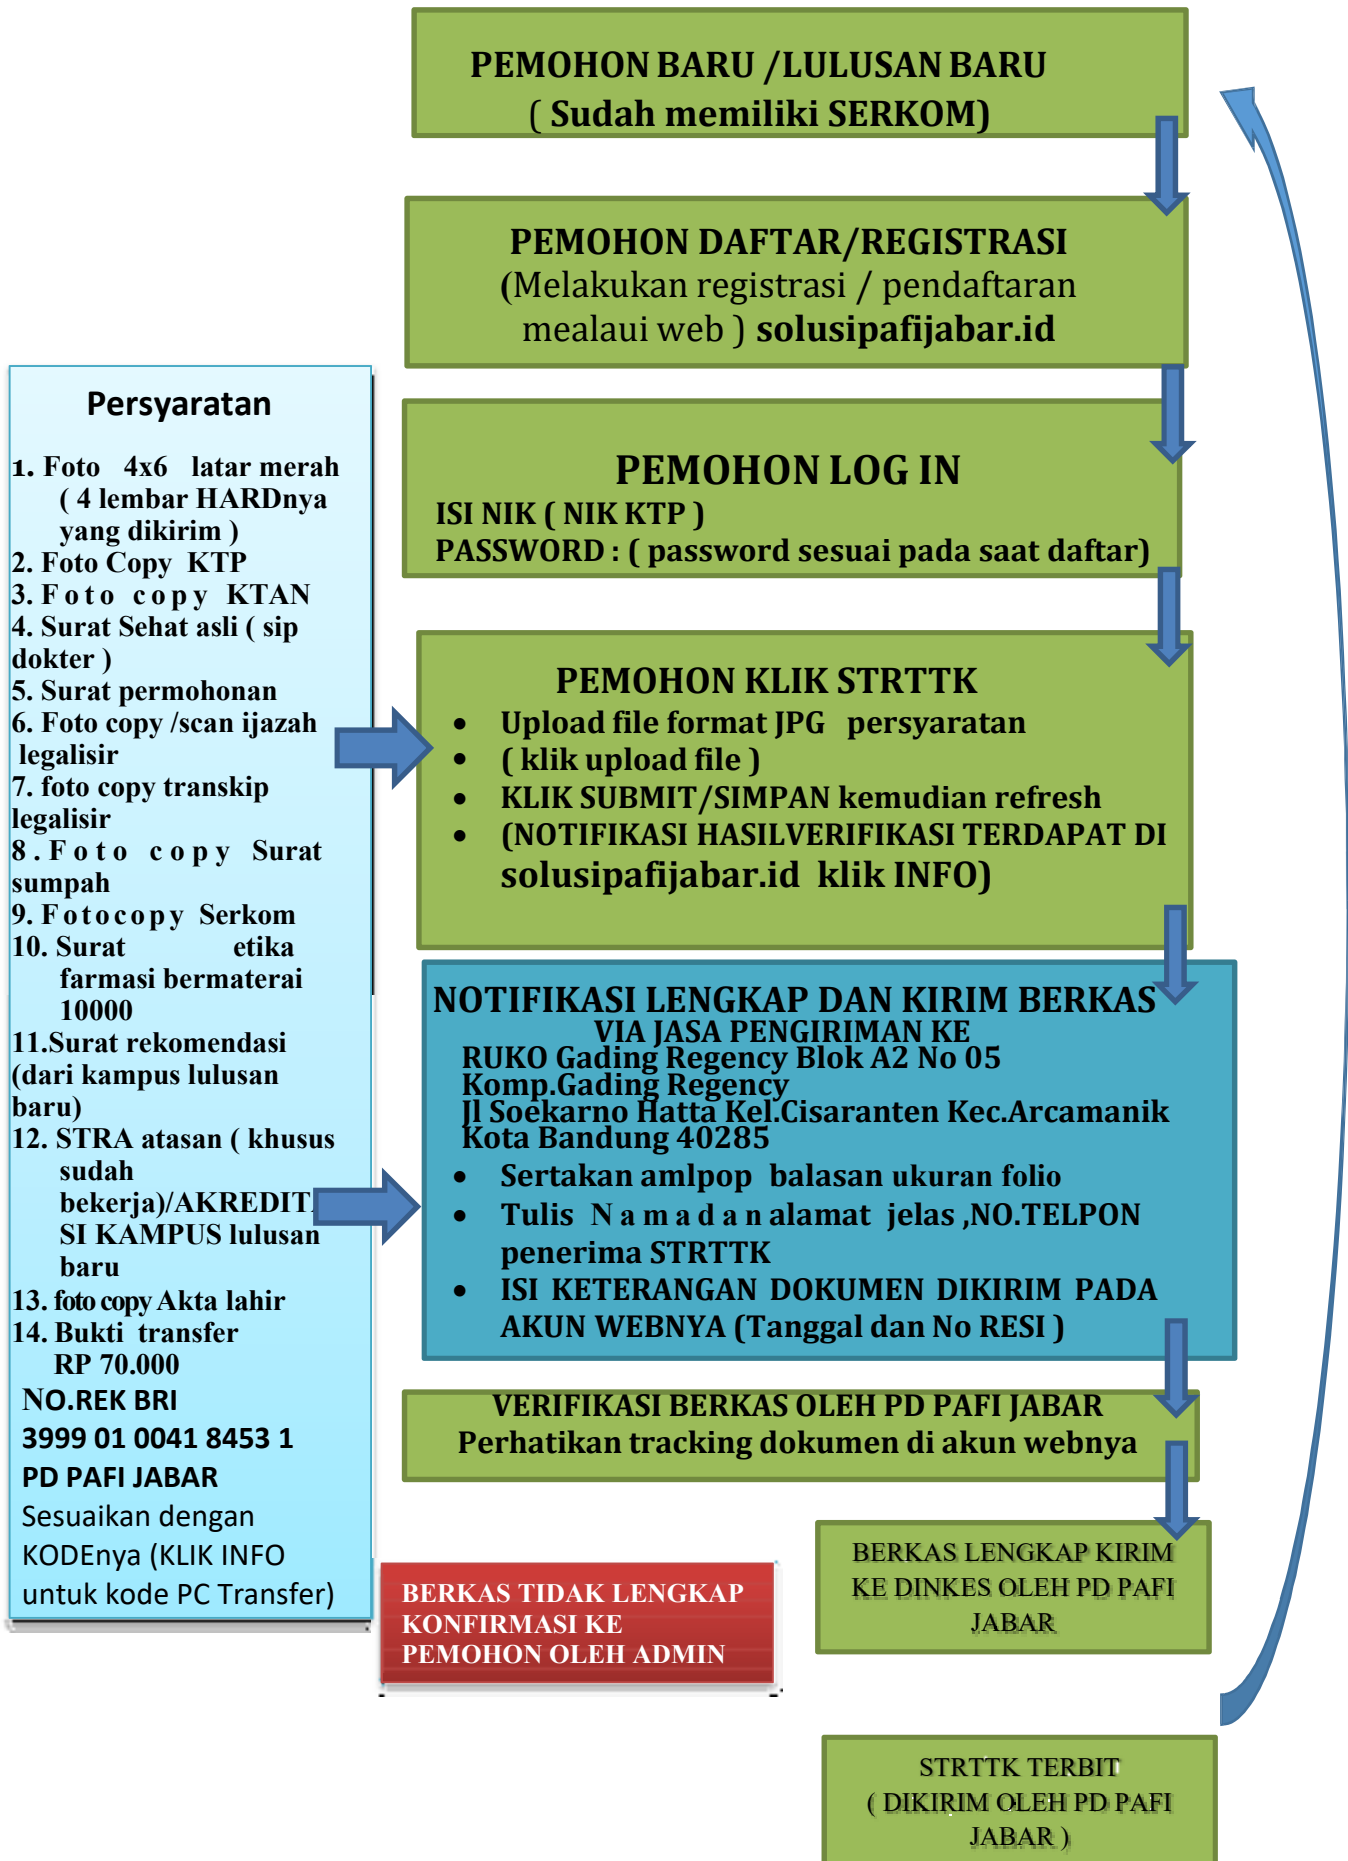 PEMOHON BARU /LULUSAN BARU
( Sudah memiliki SERKOM)
PEMOHON DAFTAR/REGISTRASI
(Melakukan registrasi / pendaftaran
mealaui web ) solusipafijabar.id
PEMOHON LOG IN
ISI NIK ( NIK KTP )
PASSWORD : ( password sesuai pada saat daftar)
Persyaratan
1. Foto 4x6 latar merah
( 4 lembar HARDnya
yang dikirim )
2. Foto Copy KTP
3. Foto copy KTAN
4. Surat Sehat asli ( sip
dokter )
5. Surat permohonan
6. Foto copy /scan ijazah
legalisir
7. foto copy transkip
legalisir
8. Foto copy Surat
sumpah
9. Fotocopy Serkom
10. Surat etika
farmasi bermaterai
10000
11.Surat rekomendasi
(dari kampus lulusan
baru)
12. STRA atasan ( khusus
sudah
bekerja)/AKREDITA
SI KAMPUS lulusan
baru
13. foto copy Akta lahir
14. Bukti transfer
RP 70.000
NO.REK BRI
3999 01 0041 8453 1
PD PAFI JABAR
Sesuaikan dengan
KODEnya (KLIK INFO
untuk kode PC Transfer)
PEMOHON KLIK STRTTK
• Upload file format JPG persyaratan
• ( klik upload file )
• KLIK SUBMIT/SIMPAN kemudian refresh
• (NOTIFIKASI HASILVERIFIKASI TERDAPAT DI
solusipafijabar.id klik INFO)
NOTIFIKASI LENGKAP DAN KIRIM BERKAS
VIA JASA PENGIRIMAN KE
RUKO Gading Regency Blok A2 No 05
Komp.Gading Regency
Jl Soekarno Hatta Kel.Cisaranten Kec.Arcamanik
Kota Bandung 40285
• Sertakan amlpop balasan ukuran folio
• Tulis Nama dan alamat jelas ,NO.TELPON
penerima STRTTK
• ISI KETERANGAN DOKUMEN DIKIRIM PADA
AKUN WEBNYA (Tanggal dan No RESI )
VERIFIKASI BERKAS OLEH PD PAFI JABAR
Perhatikan tracking dokumen di akun webnya
BERKAS LENGKAP KIRIM
KE DINKES OLEH PD PAFI
JABAR
BERKAS TIDAK LENGKAP
KONFIRMASI KE
PEMOHON OLEH ADMIN
STRTTK TERBIT
( DIKIRIM OLEH PD PAFI
JABAR )